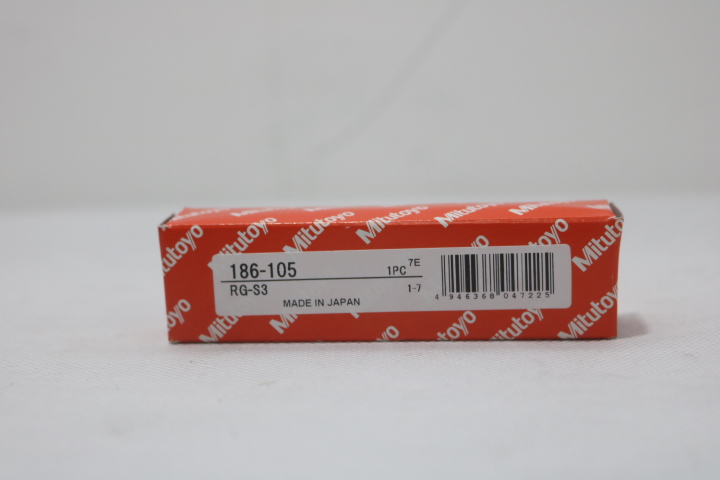 Mitutoyo
186-105 1PC 7E
RG-S3 1-7
MADE IN JAPAN
4 946368 047225